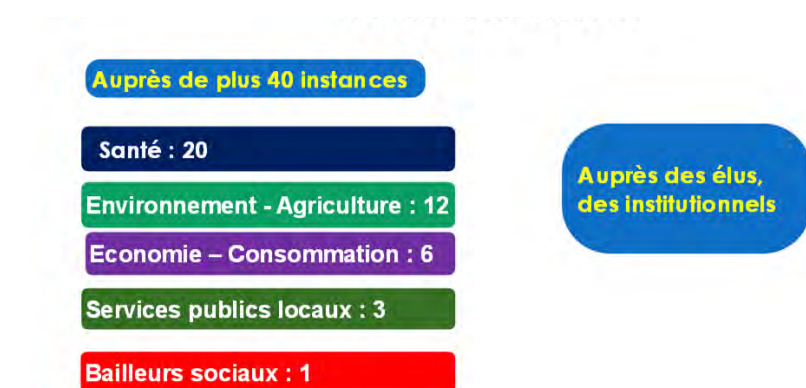 Auprès de plus 40 instances
Santé : 20
Environnement - Agriculture : 12
Economie – Consommation : 6
Services publics locaux : 3
Bailleurs sociaux : 1
Auprès des élus,
des institutionnels